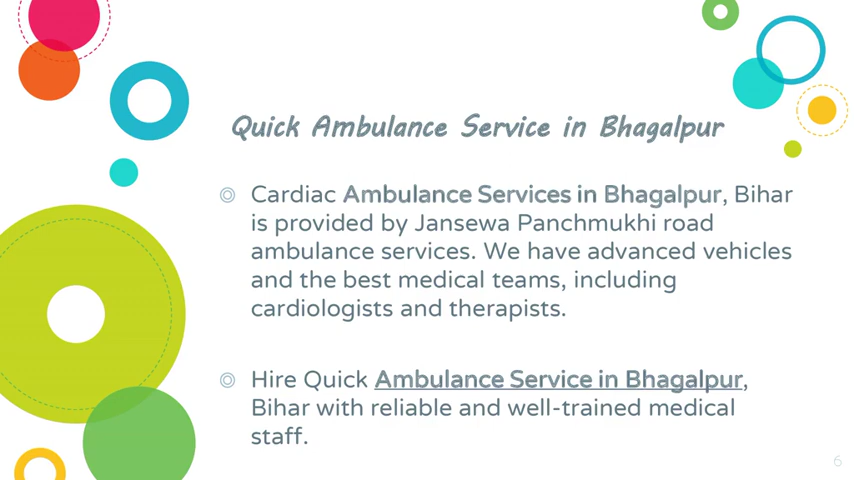 Quick Ambulance Service in Bhagalpur
Cardiac Ambulance Services in Bhagalpur, Bihar
is provided by Jansewa Panchmukhi road
ambulance services. We have advanced vehicles
and the best medical teams, including
cardiologists and therapists.
Hire Quick Ambulance Service in Bhagalpur,
Bihar with reliable and well-trained medical
staff.
6